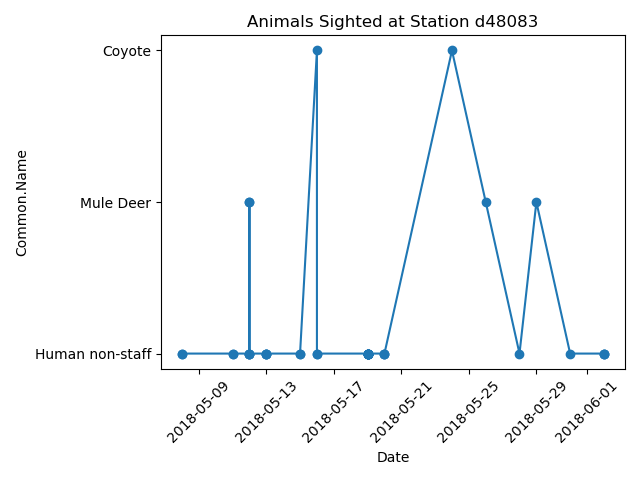 Animals Sighted at Station d48083
Common.Name
Coyote
Mule Deer
Human non-staff
2018-05-09
2018-05-13
2018-05-17
2018-05-21
2018-05-25
2018-05-29
2018-06-01
Date